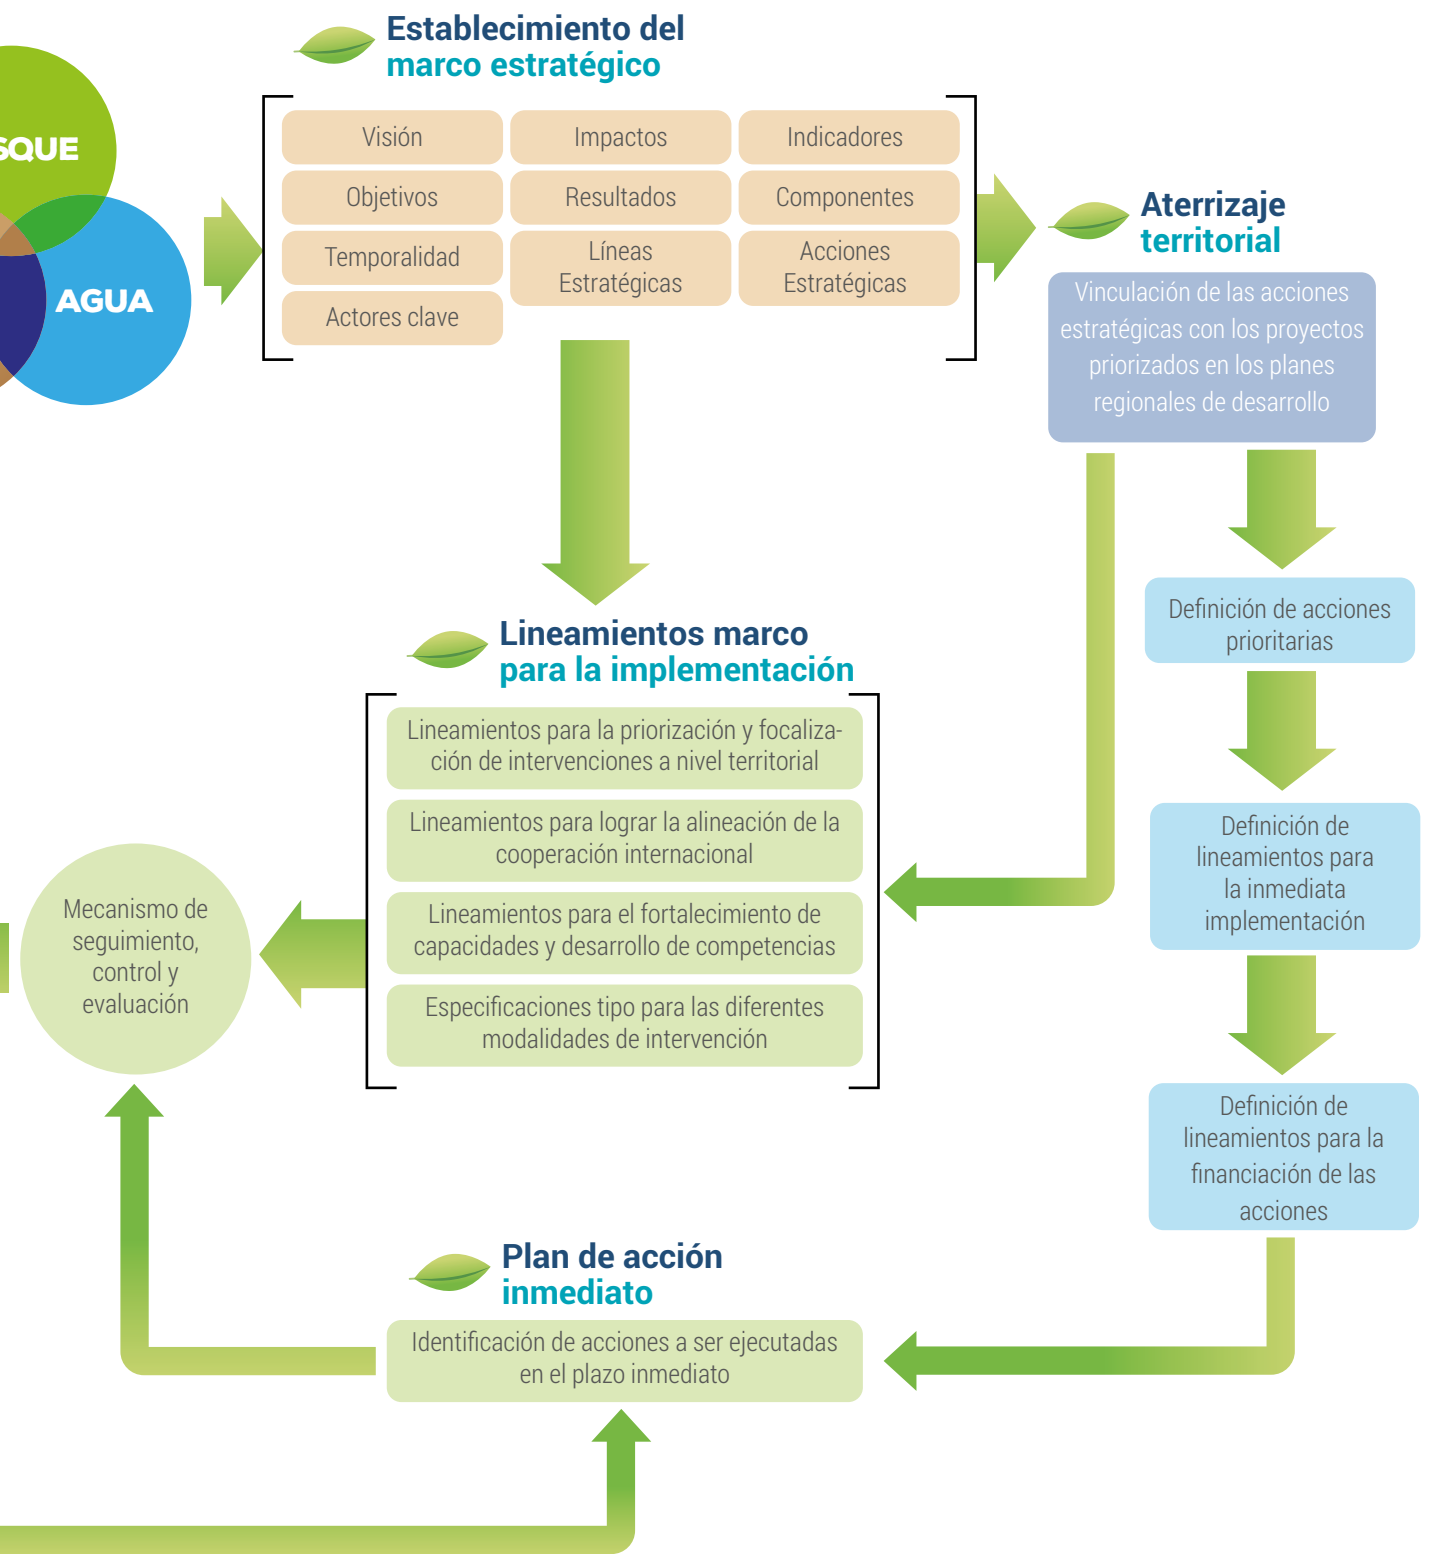 Establecimiento del
marco estratégico
SQUE
AGUA
Visión
Impactos
Indicadores
Objetivos
Resultados
Componentes
Temporalidad
Líneas
Estratégicas
Acciones
Estratégicas
Actores clave
Aterrizaje
territorial
Vinculación de las acciones
estratégicas con los proyectos
priorizados en los planes
regionales de desarrollo
Definición de acciones
prioritarias
Definición de
lineamientos para
la inmediata
implementación
Definición de
lineamientos para la
financiación de las
acciones
Lineamientos marco
para la implementación
Lineamientos para la priorización y focaliza-
ción de intervenciones a nivel territorial
Lineamientos para lograr la alineación de la
cooperación internacional
Lineamientos para el fortalecimiento de
capacidades y desarrollo de competencias
Especificaciones tipo para las diferentes
modalidades de intervención
Mecanismo de
seguimiento,
control y
evaluación
Plan de acción
inmediato
Identificación de acciones a ser ejecutadas
en el plazo inmediato